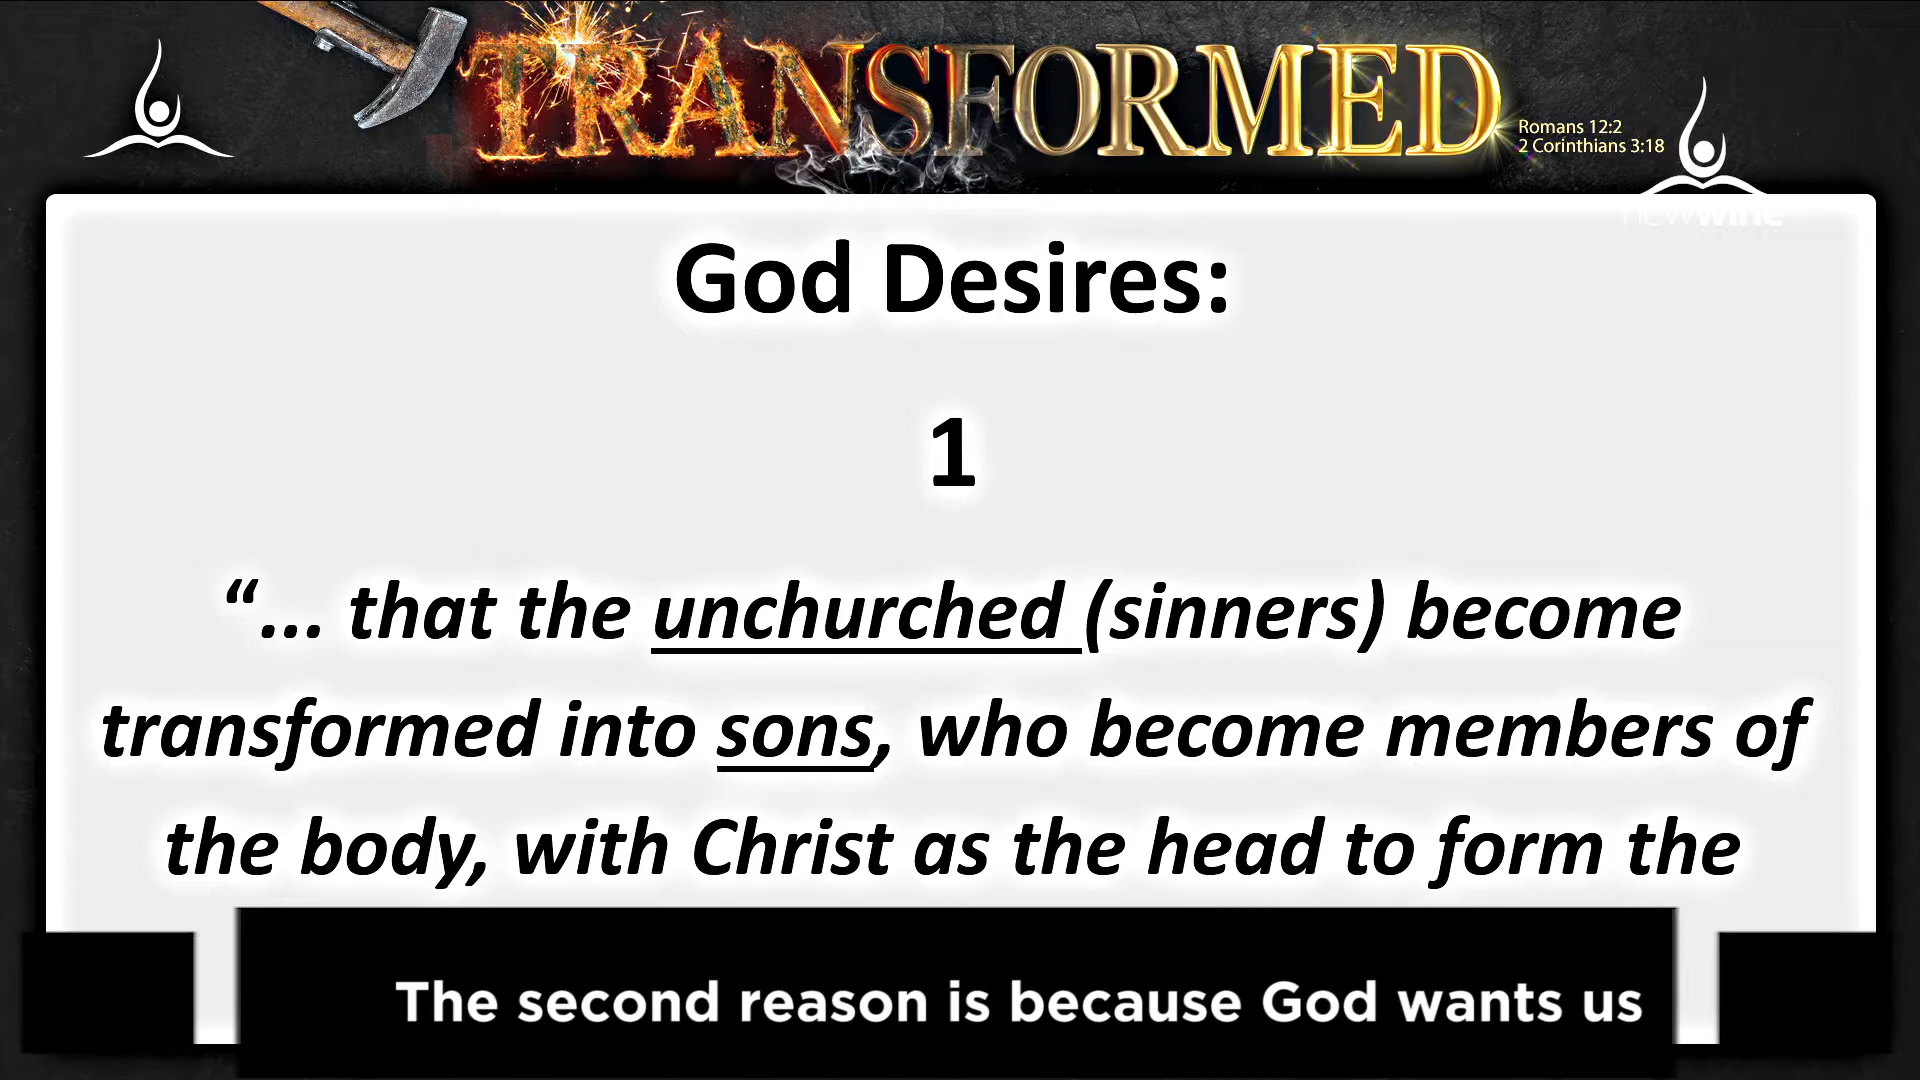 TRANSFORMED
Romans 12:2
2 Corinthians 3:18
newwine
God Desires:
1
“... that the unchurched (sinners) become
transformed into sons, who become members of
the body, with Christ as the head to form the
The second reason is because God wants us